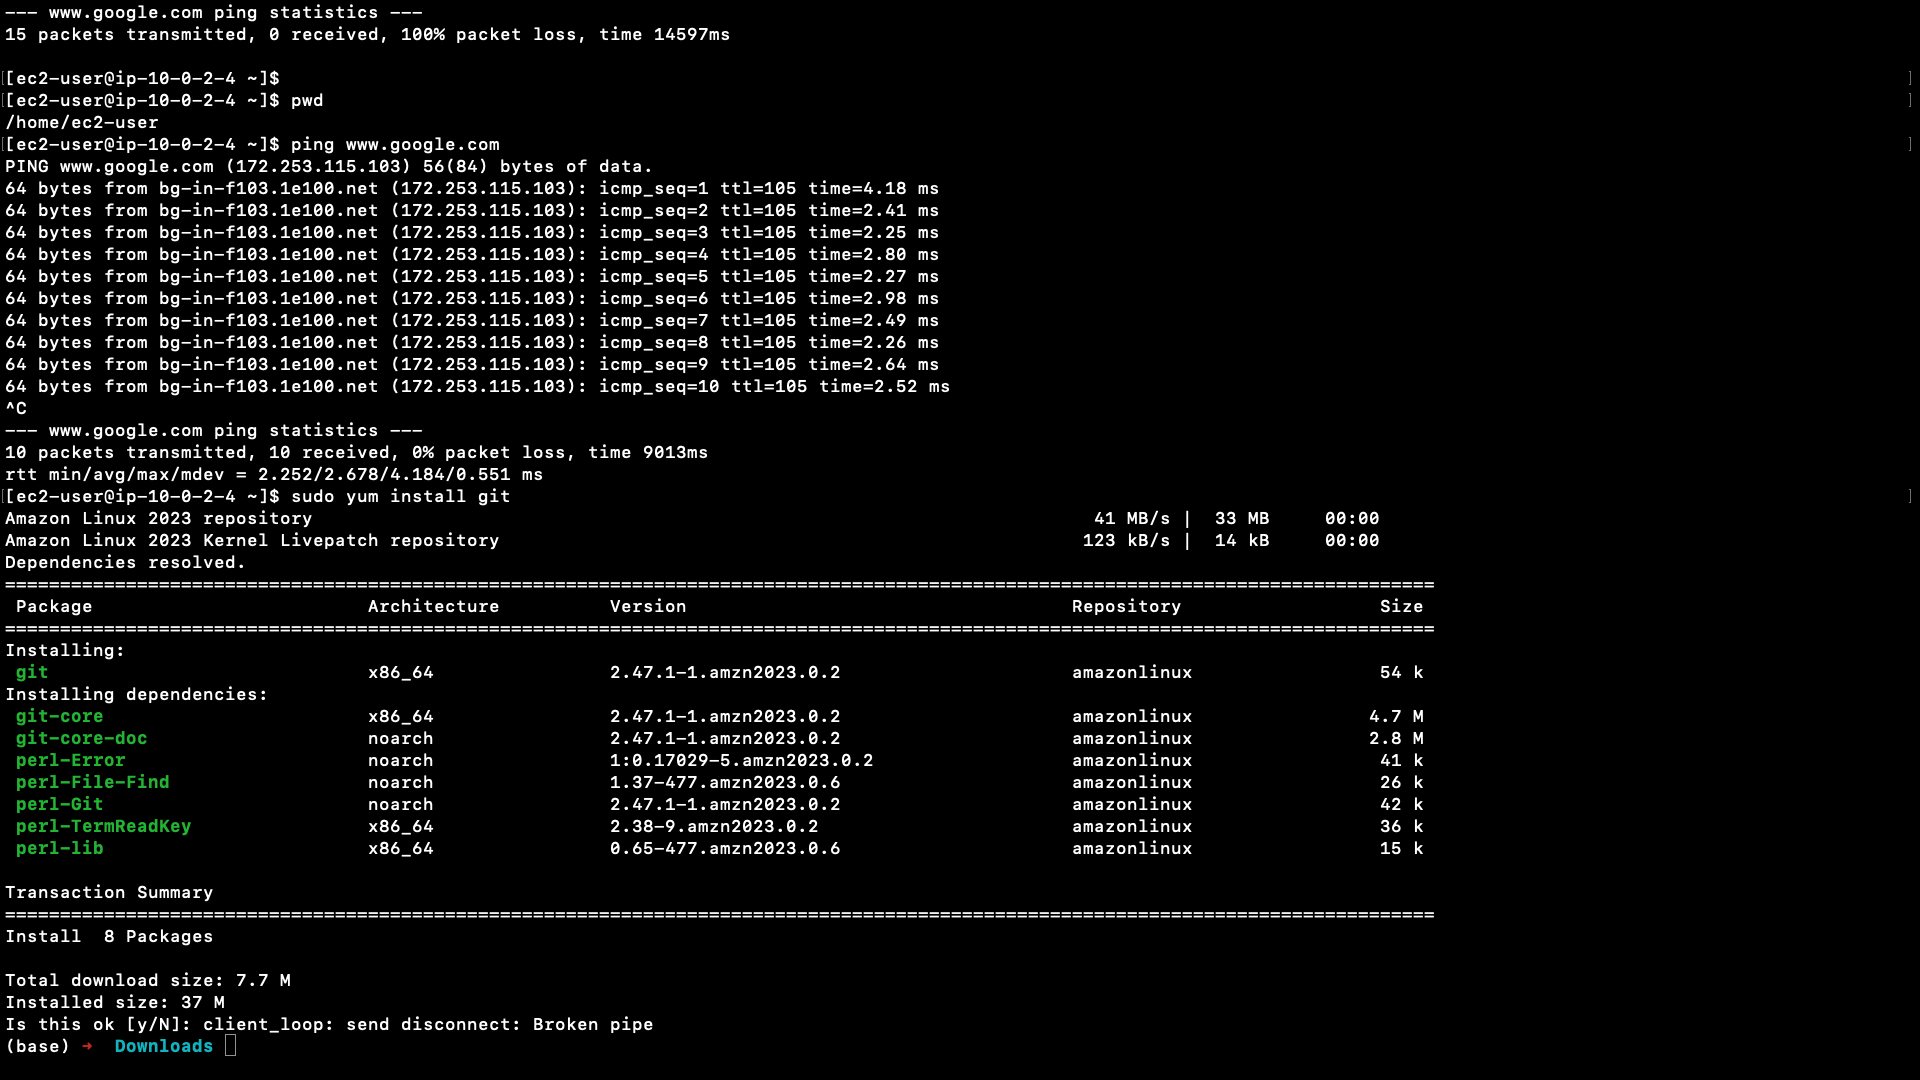 --- www.google.com ping statistics ---
15 packets transmitted, 0 received, 100% packet loss, time 14597ms
[ec2-user@ip-10-0-2-4 ~]$
[ec2-user@ip-10-0-2-4 ~]$ pwd
/home/ec2-user
[ec2-user@ip-10-0-2-4 ~]$ ping www.google.com
PING www.google.com (172.253.115.103) 56(84) bytes of data.
64 bytes from bg-in-f103.1e100.net (172.253.115.103): icmp_seq=1 ttl=105 time=4.18 ms
64 bytes from bg-in-f103.1e100.net (172.253.115.103): icmp_seq=2 ttl=105 time=2.41 ms
64 bytes from bg-in-f103.1e100.net (172.253.115.103): icmp_seq=3 ttl=105 time=2.25 ms
64 bytes from bg-in-f103.1e100.net (172.253.115.103): icmp_seq=4 ttl=105 time=2.80 ms
64 bytes from bg-in-f103.1e100.net (172.253.115.103): icmp_seq=5 ttl=105 time=2.27 ms
64 bytes from bg-in-f103.1e100.net (172.253.115.103): icmp_seq=6 ttl=105 time=2.98 ms
64 bytes from bg-in-f103.1e100.net (172.253.115.103): icmp_seq=7 ttl=105 time=2.49 ms
64 bytes from bg-in-f103.1e100.net (172.253.115.103): icmp_seq=8 ttl=105 time=2.26 ms
64 bytes from bg-in-f103.1e100.net (172.253.115.103): icmp_seq=9 ttl=105 time=2.64 ms
64 bytes from bg-in-f103.1e100.net (172.253.115.103): icmp_seq=10 ttl=105 time=2.52 ms
^C
--- www.google.com ping statistics ---
10 packets transmitted, 10 received, 0% packet loss, time 9013ms
rtt min/avg/max/mdev = 2.252/2.678/4.184/0.551 ms
[ec2-user@ip-10-0-2-4 ~]$ sudo yum install git
Amazon Linux 2023 repository 41 MB/s | 33 MB 00:00
Amazon Linux 2023 Kernel Livepatch repository 123 kB/s | 14 kB 00:00
Dependencies resolved.
Package Architecture Version Repository Size
Installing:
git x86_64 2.47.1-1.amzn2023.0.2 amazonlinux 54 k
Installing dependencies:
git-core x86_64 2.47.1-1.amzn2023.0.2 amazonlinux 4.7 M
git-core-doc noarch 2.47.1-1.amzn2023.0.2 amazonlinux 2.8 M
perl-Error noarch 1:0.17029-5.amzn2023.0.2 amazonlinux 41 k
perl-File-Find noarch 1.37-477.amzn2023.0.6 amazonlinux 26 k
perl-Git noarch 2.47.1-1.amzn2023.0.2 amazonlinux 42 k
perl-TermReadKey x86_64 2.38-9.amzn2023.0.2 amazonlinux 36 k
perl-lib x86_64 0.65-477.amzn2023.0.6 amazonlinux 15 k
Transaction Summary
Install 8 Packages
Total download size: 7.7 M
Installed size: 37 M
Is this ok [y/N]: client_loop: send disconnect: Broken pipe
(base) ➜ Downloads